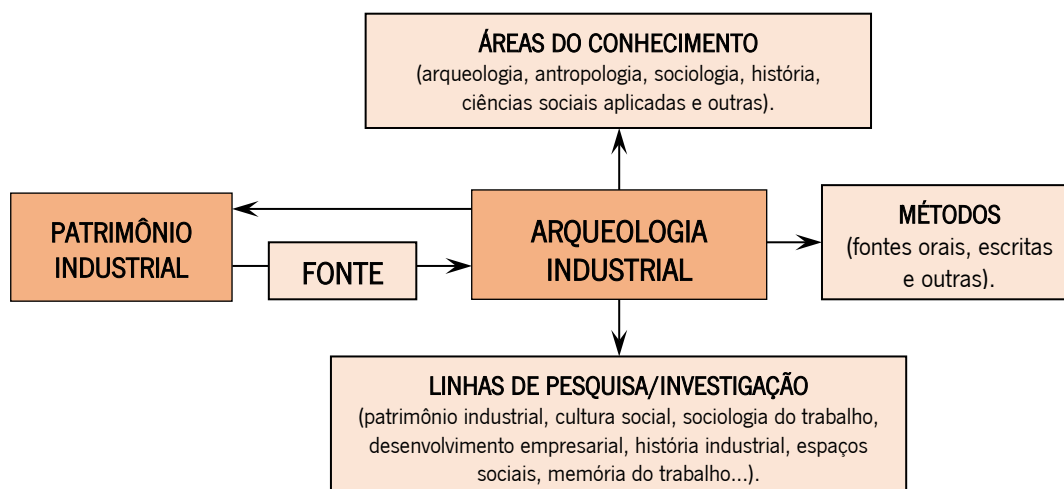 ÁREAS DO CONHECIMENTO
(arqueologia, antropologia, sociologia, história,
ciências sociais aplicadas e outras).
PATRIMÔNIO
INDUSTRIAL
FONTE
ARQUEOLOGIA
INDUSTRIAL
MÉTODOS
(fontes orais, escritas
e outras).
LINHAS DE PESQUISA/INVESTIGAÇÃO
(patrimônio industrial, cultura social, sociologia do trabalho,
desenvolvimento empresarial, história industrial, espaços
sociais, memória do trabalho...).